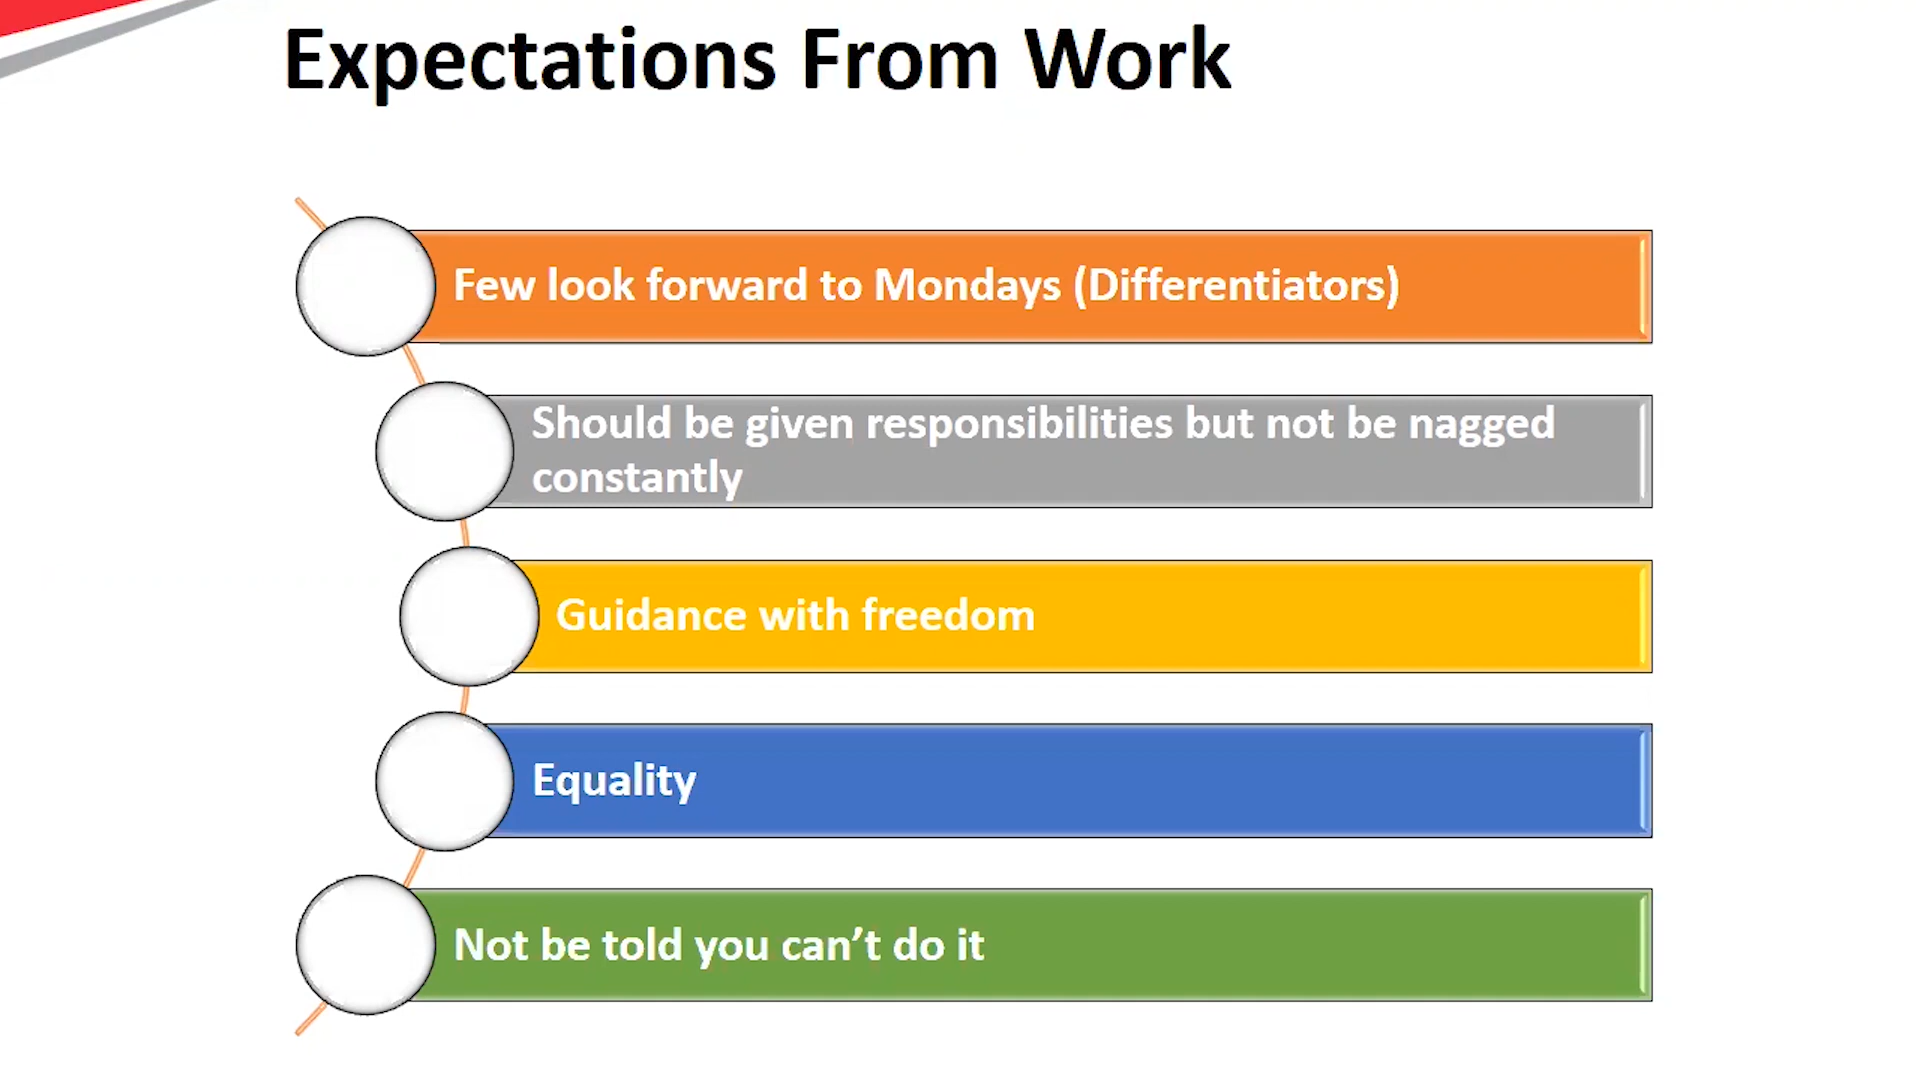 Expectations From Work
Few look forward to Mondays (Differentiators)
Should be given responsibilities but not be nagged
constantly
Guidance with freedom
Equality
Not be told you can’t do it